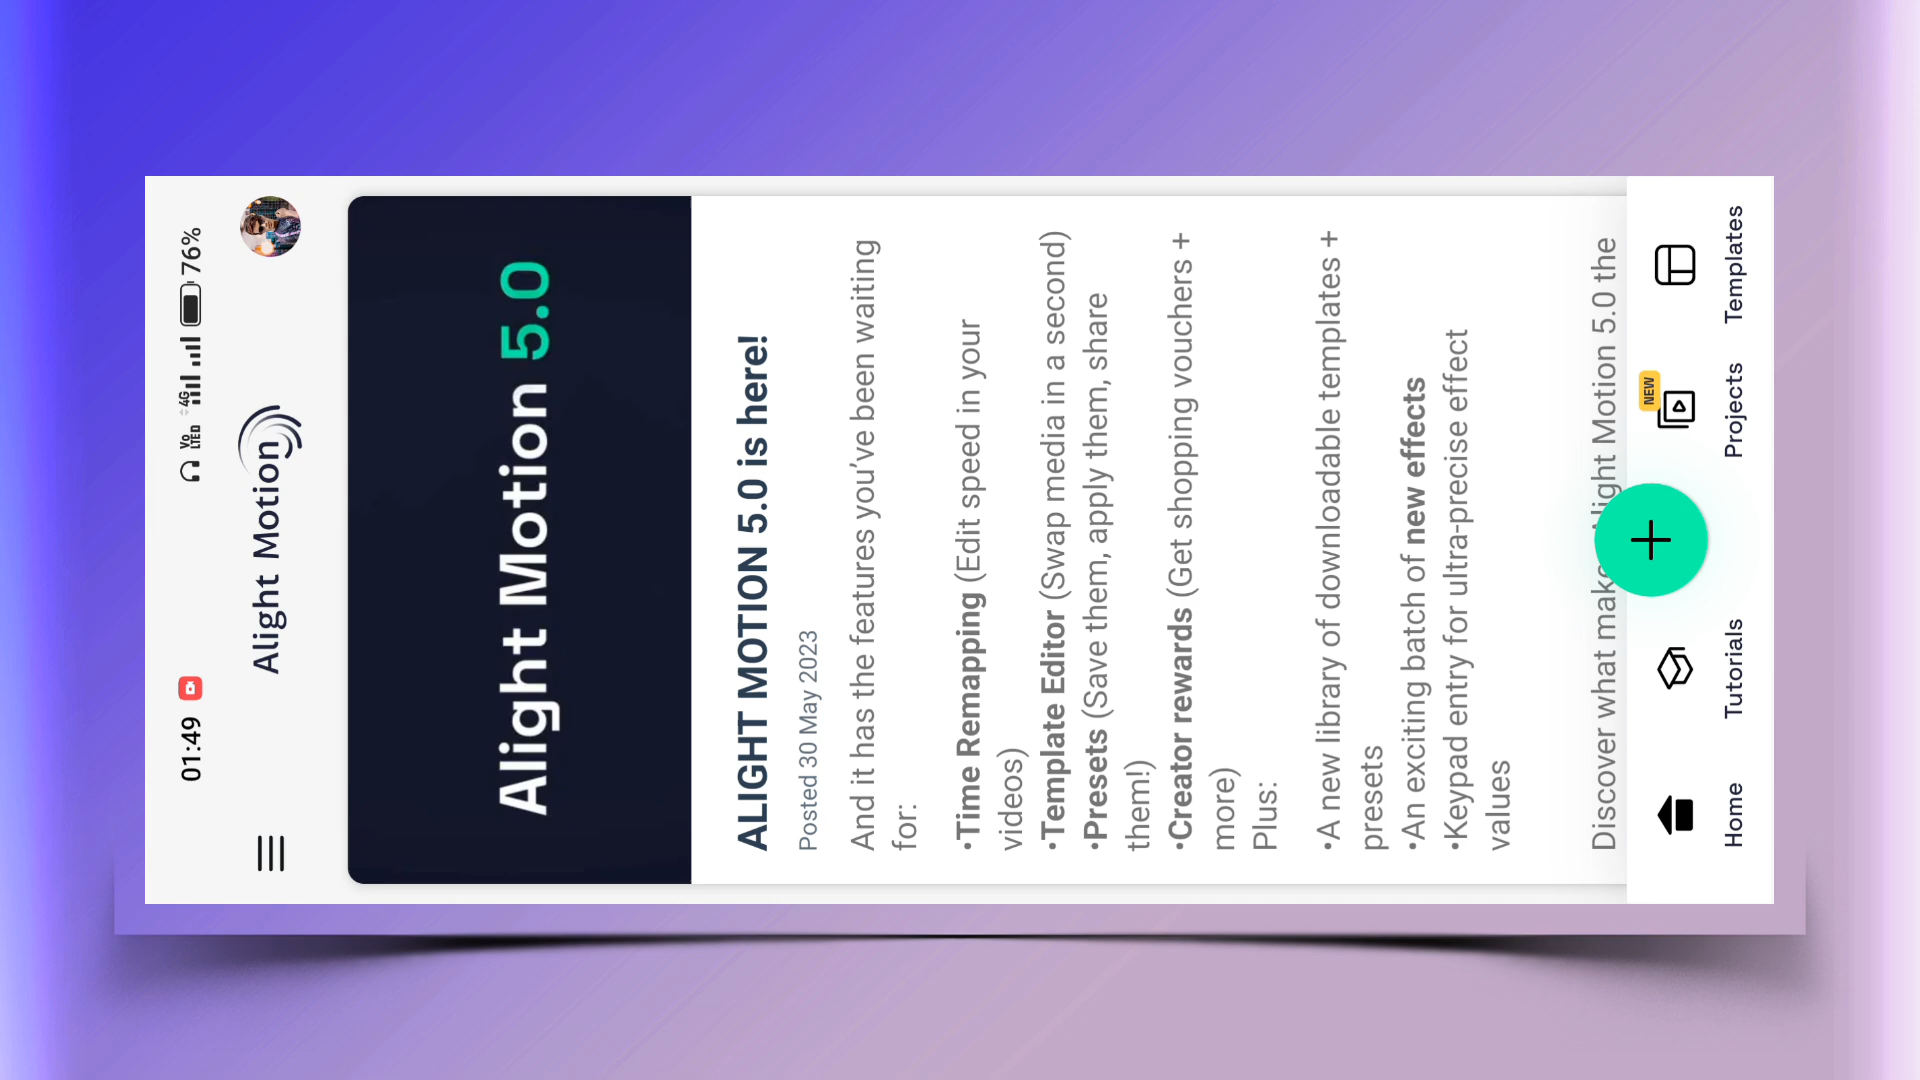 01:49
Vo LTED 4G 76%
Alight Motion
Alight Motion 5.0
ALIGHT MOTION 5.0 is here!
Posted 30 May 2023
And it has the features you've been waiting
for:
•Time Remapping (Edit speed in your
videos)
•Template Editor (Swap media in a second)
•Presets (Save them, apply them, share
them!)
•Creator rewards (Get shopping vouchers +
more)
Plus:
•A new library of downloadable templates +
presets
•An exciting batch of new effects
•Keypad entry for ultra-precise effect
values
Discover what makes Alight Motion 5.0 the
NEW
Home
Tutorials
Projects
Templates